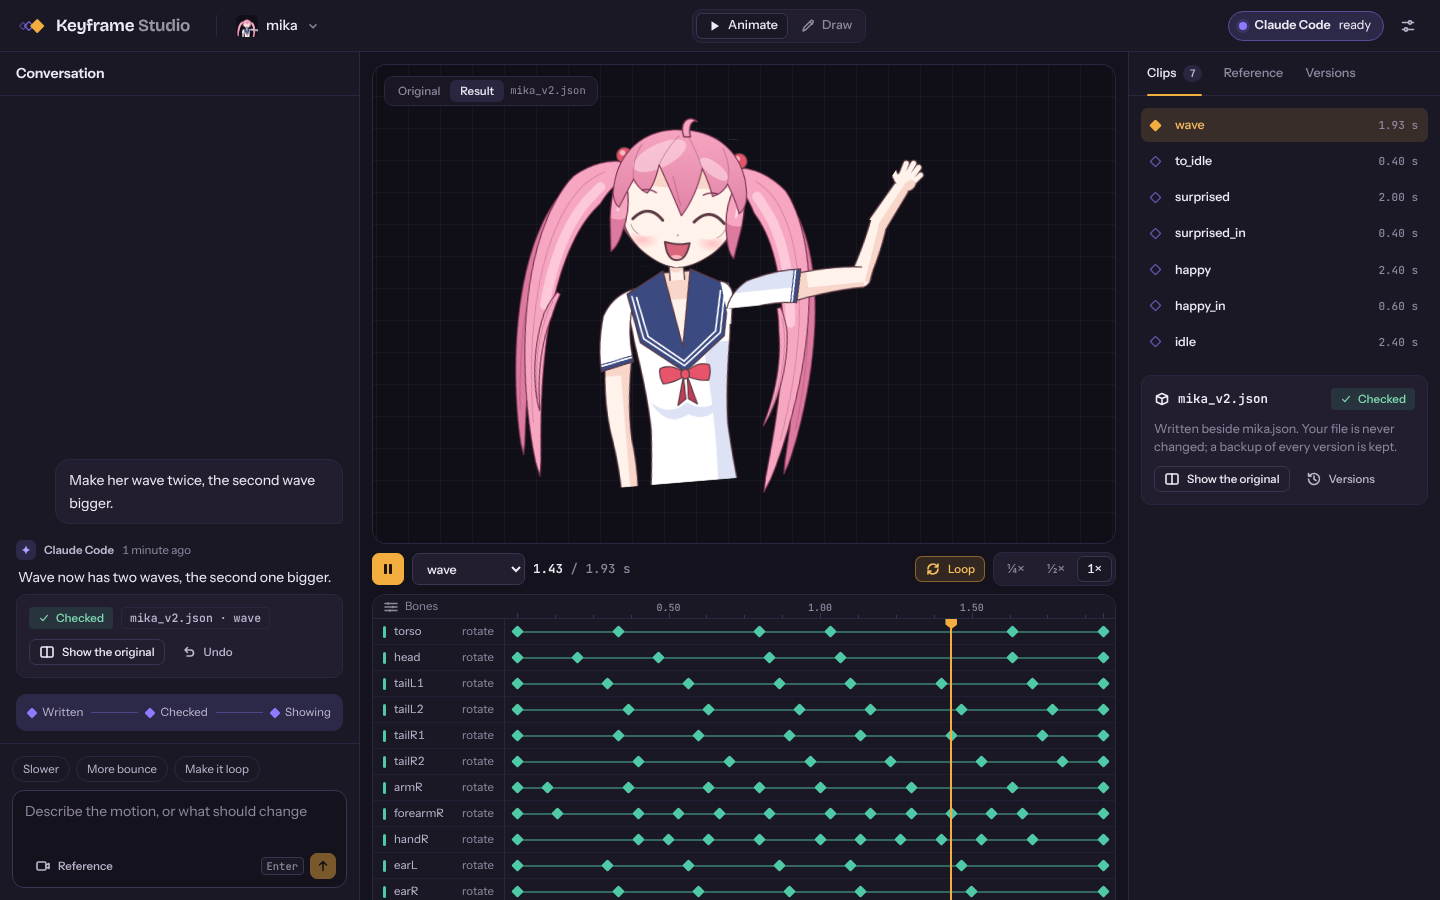 Keyframe Studio
mika
Animate
Draw
Claude Code ready
Conversation
Make her wave twice, the second wave
bigger.
Claude Code 1 minute ago
Wave now has two waves, the second one bigger.
Checked
mika_v2.json · wave
Show the original
Undo
Written
Checked
Showing
Slower
More bounce
Make it loop
Describe the motion, or what should change
Reference
Enter
Original
Result
mika_v2.json
wave
1.43 / 1.93 s
Loop
¼×
½×
1×
Bones
0.50
1.00
1.50
torso rotate
head rotate
tailL1 rotate
tailL2 rotate
tailR1 rotate
tailR2 rotate
armR rotate
forearmR rotate
handR rotate
earL rotate
earR rotate
Clips 7
Reference
Versions
wave 1.93 s
to_idle 0.40 s
surprised 2.00 s
surprised_in 0.40 s
happy 2.40 s
happy_in 0.60 s
idle 2.40 s
mika_v2.json
Checked
Written beside mika.json. Your file is never
changed; a backup of every version is kept.
Show the original
Versions